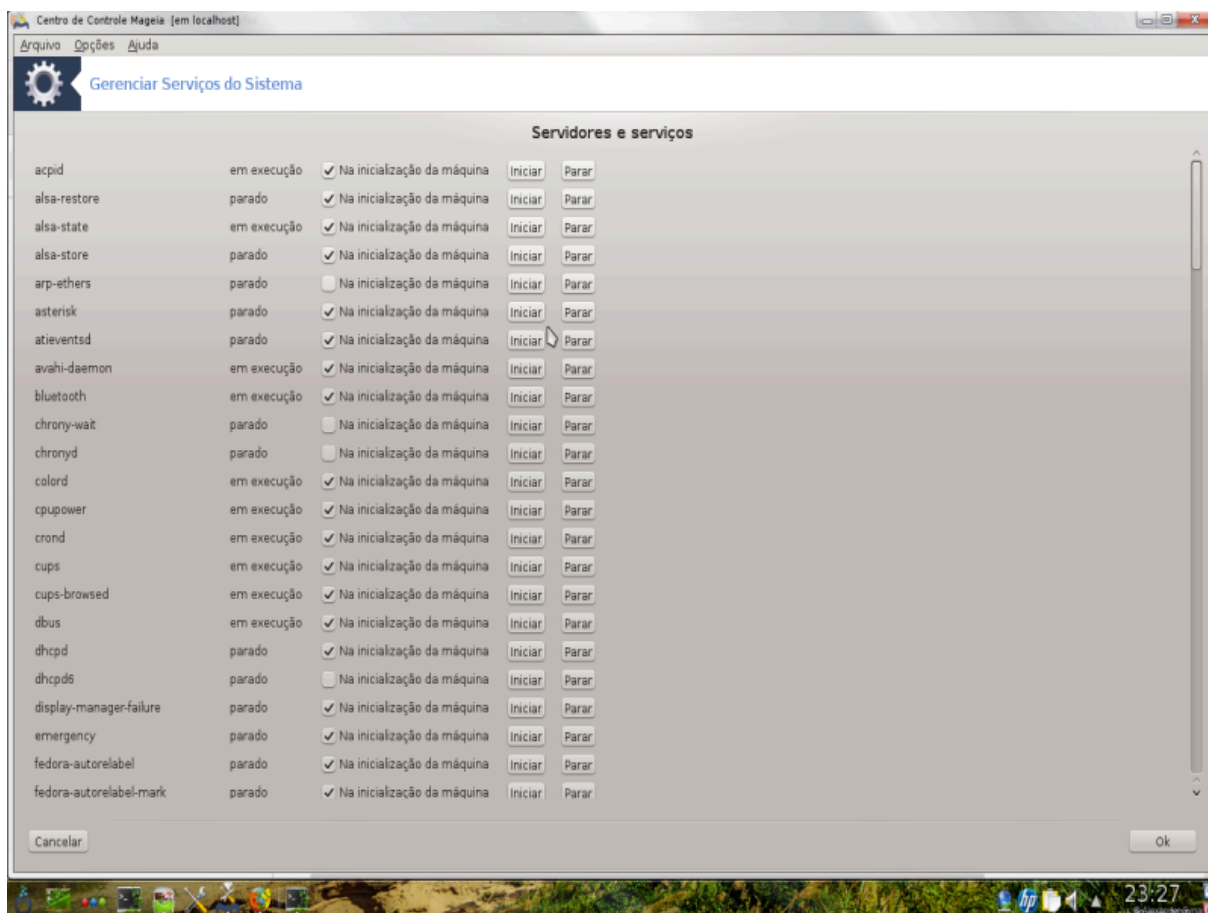 Centro de Controle Mageia [em localhost]
Arquivo Opções Ajuda
Gerenciar Serviços do Sistema
Servidores e serviços
acpid em execução Na inicialização da máquina Iniciar Parar
alsa-restore parado Na inicialização da máquina Iniciar Parar
alsa-state em execução Na inicialização da máquina Iniciar Parar
alsa-store parado Na inicialização da máquina Iniciar Parar
arp-ethers parado Na inicialização da máquina Iniciar Parar
asterisk parado Na inicialização da máquina Iniciar Parar
atieventsd parado Na inicialização da máquina Iniciar Parar
avahi-daemon em execução Na inicialização da máquina Iniciar Parar
bluetooth em execução Na inicialização da máquina Iniciar Parar
chrony-wait parado Na inicialização da máquina Iniciar Parar
chronyd parado Na inicialização da máquina Iniciar Parar
colord em execução Na inicialização da máquina Iniciar Parar
cpupower em execução Na inicialização da máquina Iniciar Parar
crond em execução Na inicialização da máquina Iniciar Parar
cups em execução Na inicialização da máquina Iniciar Parar
cups-browsed em execução Na inicialização da máquina Iniciar Parar
dbus em execução Na inicialização da máquina Iniciar Parar
dhcpd parado Na inicialização da máquina Iniciar Parar
dhcpd6 parado Na inicialização da máquina Iniciar Parar
display-manager-failure parado Na inicialização da máquina Iniciar Parar
emergency parado Na inicialização da máquina Iniciar Parar
fedora-autorelabel parado Na inicialização da máquina Iniciar Parar
fedora-autorelabel-mark parado Na inicialização da máquina Iniciar Parar
Cancelar Ok
hp 23:27